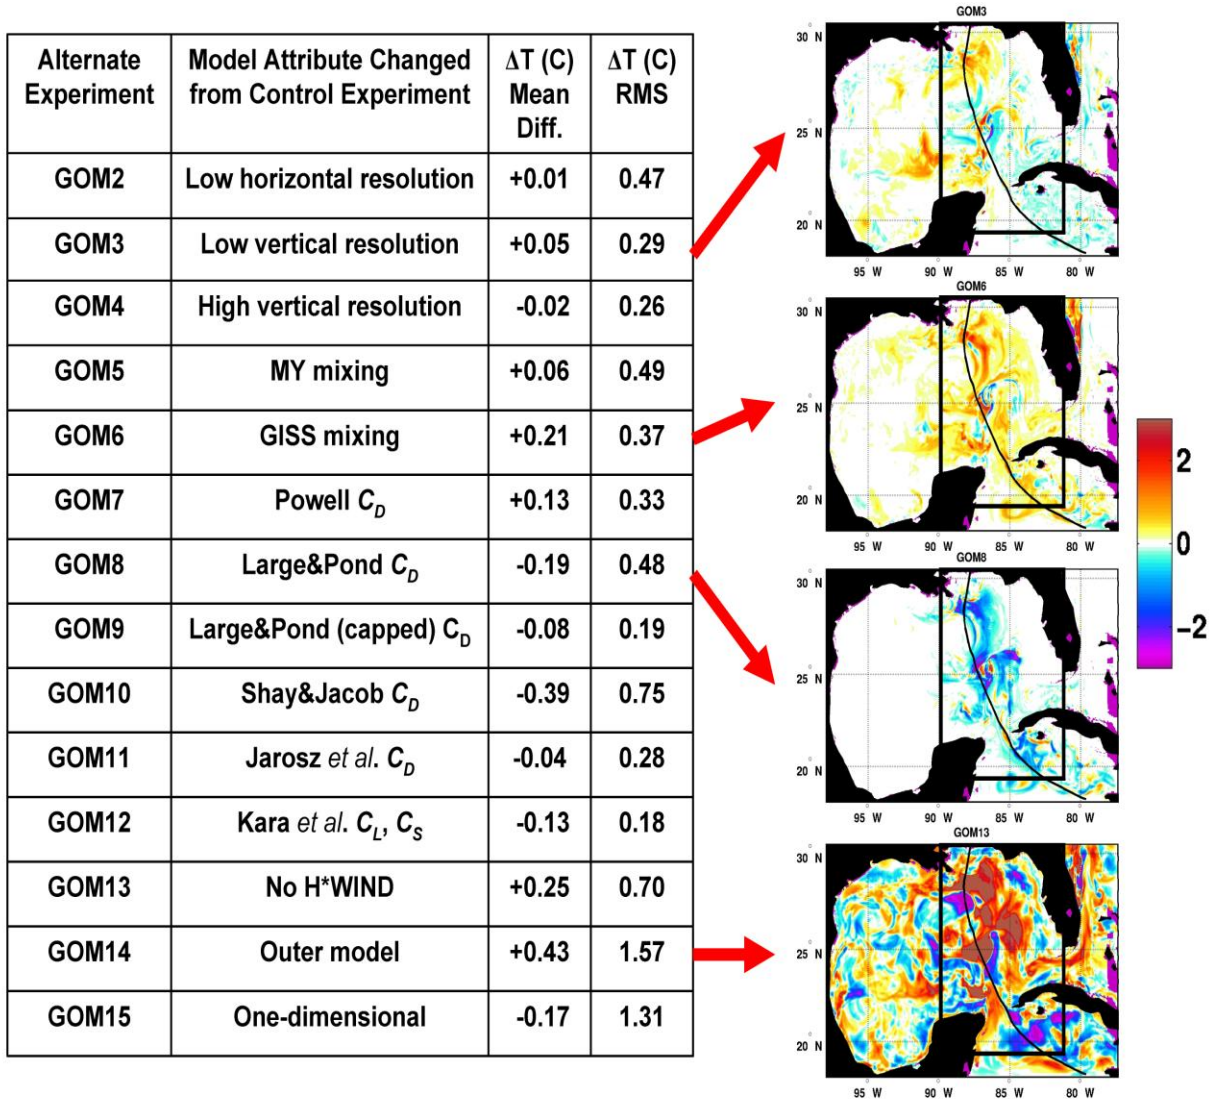 Alternate Experiment Model Attribute Changed from Control Experiment ΔT (C) Mean Diff. ΔT (C) RMS
GOM2 Low horizontal resolution +0.01 0.47
GOM3 Low vertical resolution +0.05 0.29
GOM4 High vertical resolution -0.02 0.26
GOM5 MY mixing +0.06 0.49
GOM6 GISS mixing +0.21 0.37
GOM7 Powell C_D +0.13 0.33
GOM8 Large&Pond C_D -0.19 0.48
GOM9 Large&Pond (capped) C_D -0.08 0.19
GOM10 Shay&Jacob C_D -0.39 0.75
GOM11 Jarosz et al. C_D -0.04 0.28
GOM12 Kara et al. C_L, C_S -0.13 0.18
GOM13 No H*WIND +0.25 0.70
GOM14 Outer model +0.43 1.57
GOM15 One-dimensional -0.17 1.31
GOM3
30 N
25 N
20 N
95 W 90 W 85 W 80 W
GOM6
30 N
25 N
20 N
95 W 90 W 85 W 80 W
GOM8
30 N
25 N
20 N
95 W 90 W 85 W 80 W
GOM13
30 N
25 N
20 N
95 W 90 W 85 W 80 W
2
0
-2